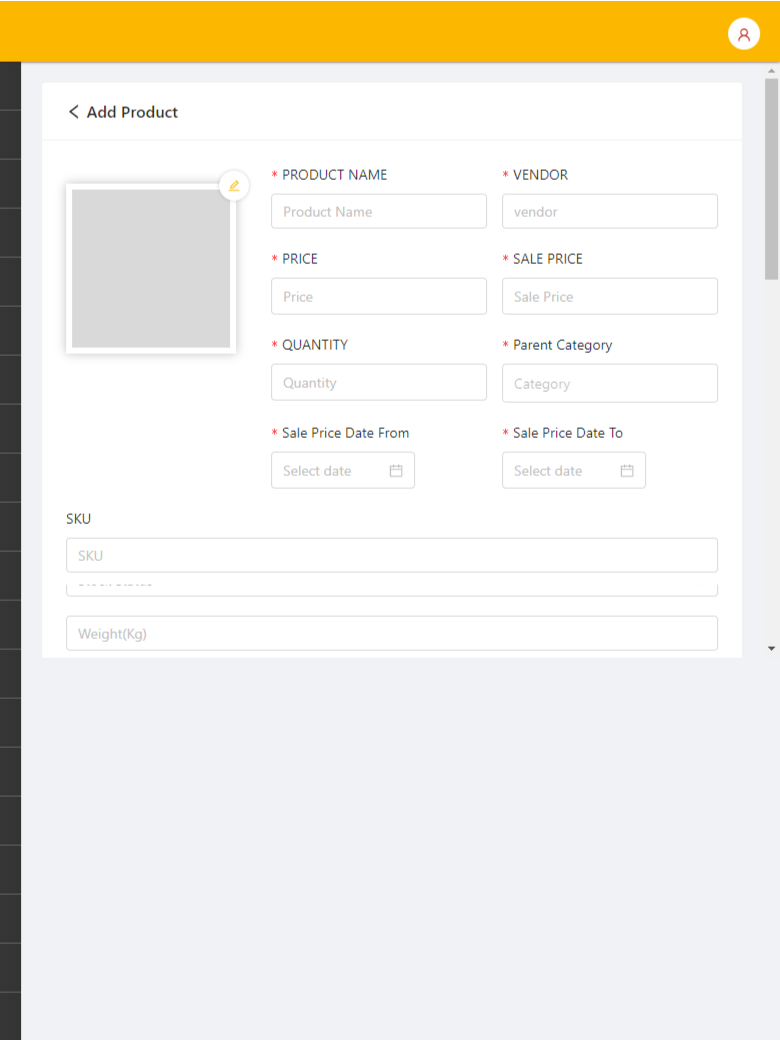 Add Product
* PRODUCT NAME
* VENDOR
Product Name
vendor
* PRICE
* SALE PRICE
Price
Sale Price
* QUANTITY
* Parent Category
Quantity
Category
* Sale Price Date From
* Sale Price Date To
Select date
Select date
SKU
SKU
Weight(Kg)